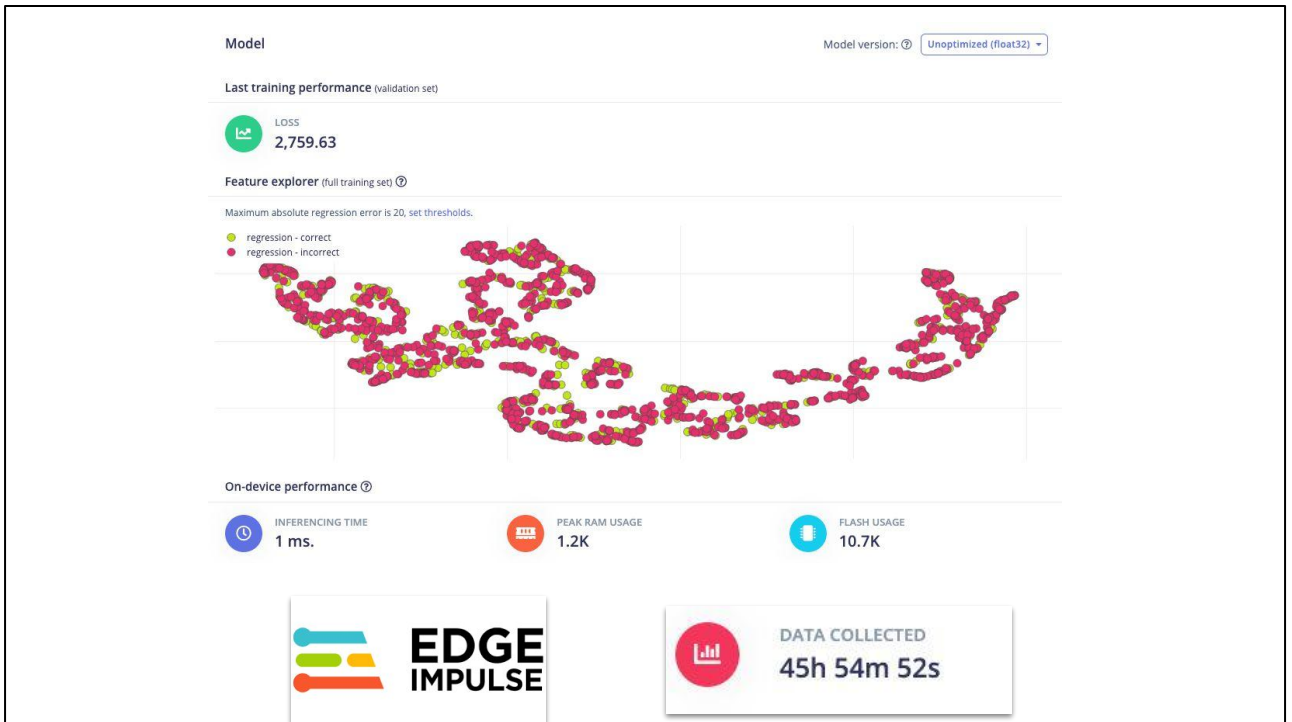 Model
Model version: ? Unoptimized (float32)
Last training performance (validation set)
LOSS
2,759.63
Feature explorer (full training set) ?
Maximum absolute regression error is 20, set thresholds.
regression - correct
regression - incorrect
On-device performance ?
INFERENCING TIME
1 ms.
PEAK RAM USAGE
1.2K
FLASH USAGE
10.7K
EDGE
IMPULSE
DATA COLLECTED
45h 54m 52s